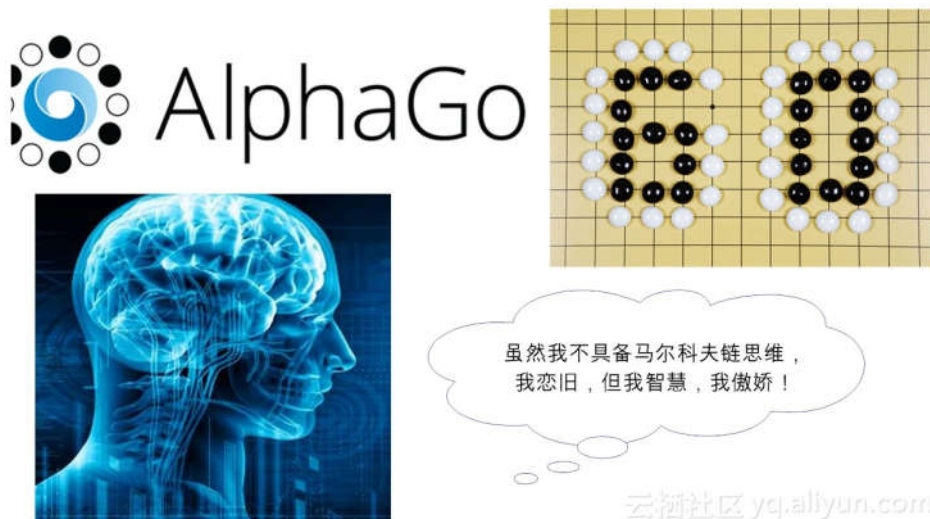 AlphaGo
GO
虽然我不具备马尔科夫链思维，
我恋旧，但我智慧，我傲娇！
云栖社区 yq.aliyun.com